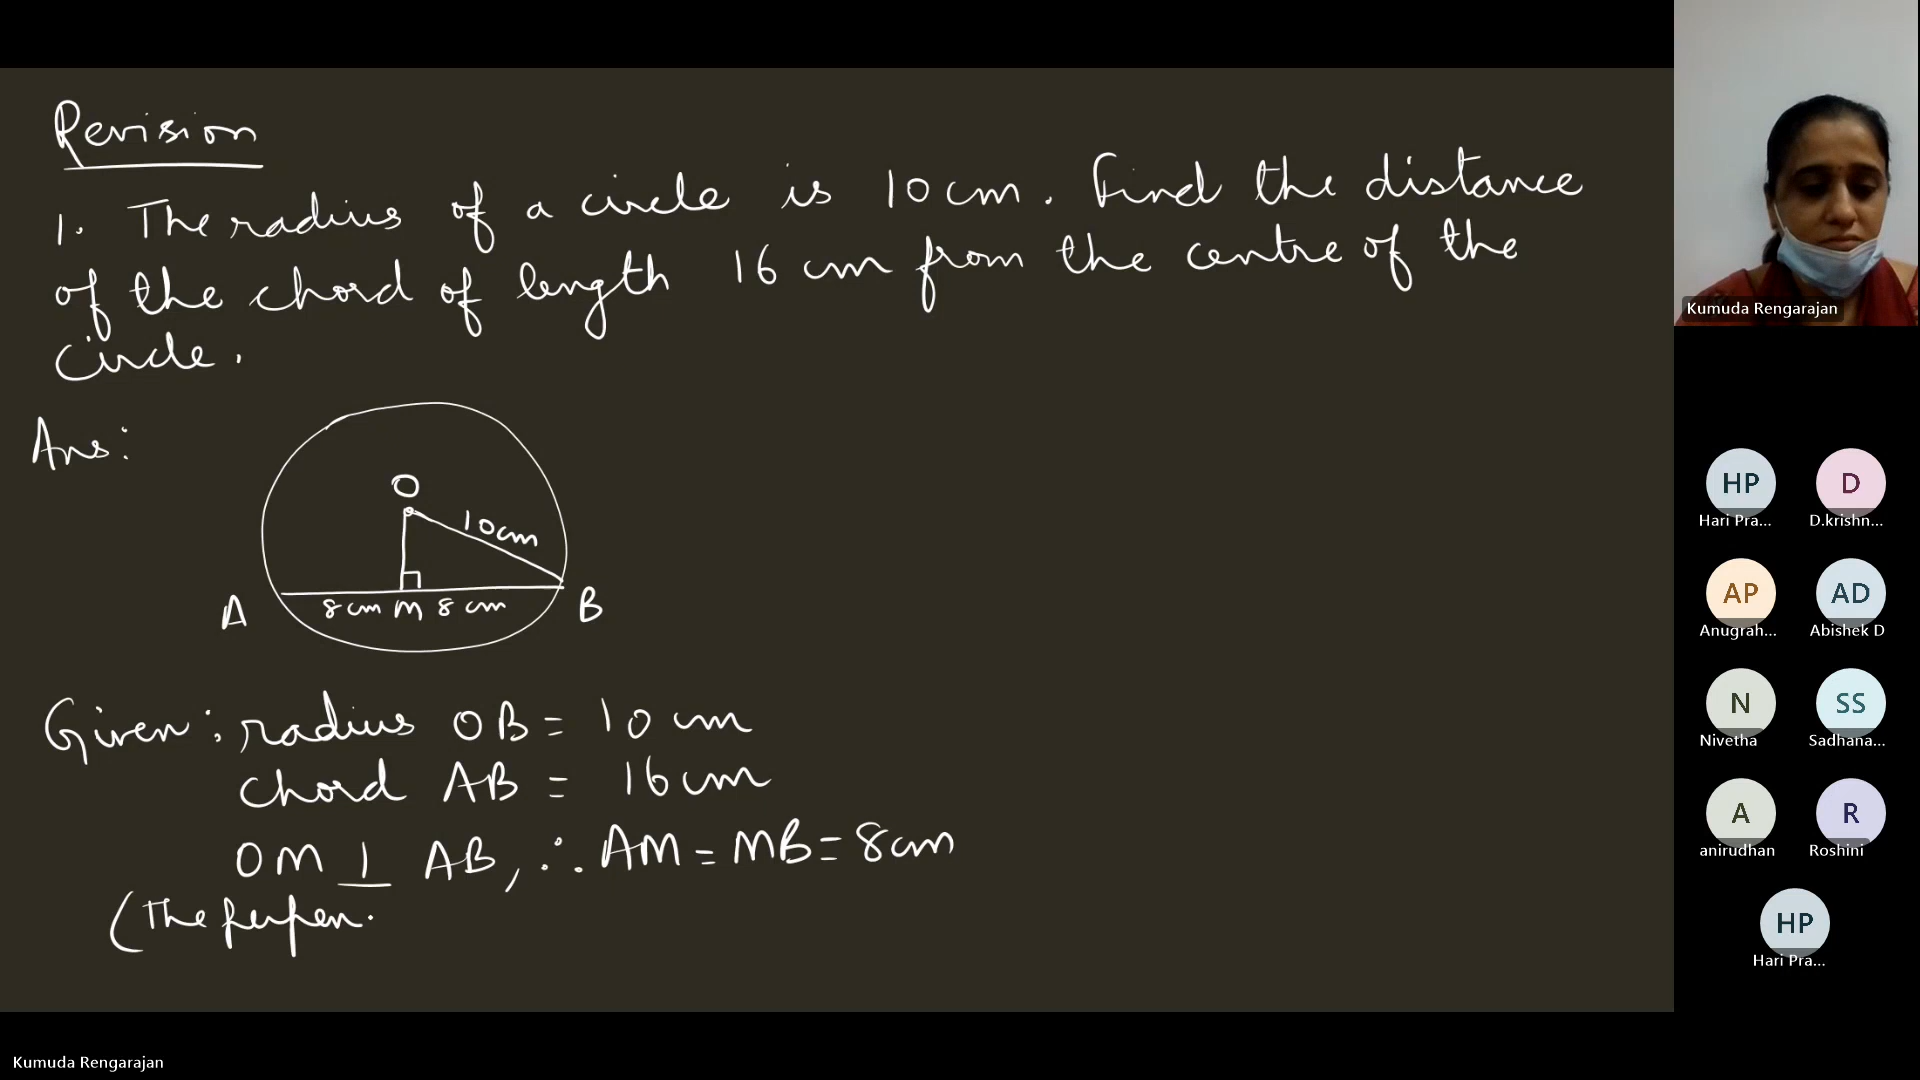 Revision
1. The radius of a circle is 10 cm. Find the distance
of the chord of length 16 cm from the centre of the
circle.
Ans:
O
10cm
A 8 cm M 8 cm B
Given: radius OB = 10 cm
chord AB = 16 cm
OM ⊥ AB, ∴ AM = MB = 8cm
(The perpen.
Kumuda Rengarajan
HP D
Hari Pra... D.krishn...
AP AD
Anugrah... Abishek D
N SS
Nivetha Sadhana...
A R
anirudhan Roshini
HP
Hari Pra...
Kumuda Rengarajan